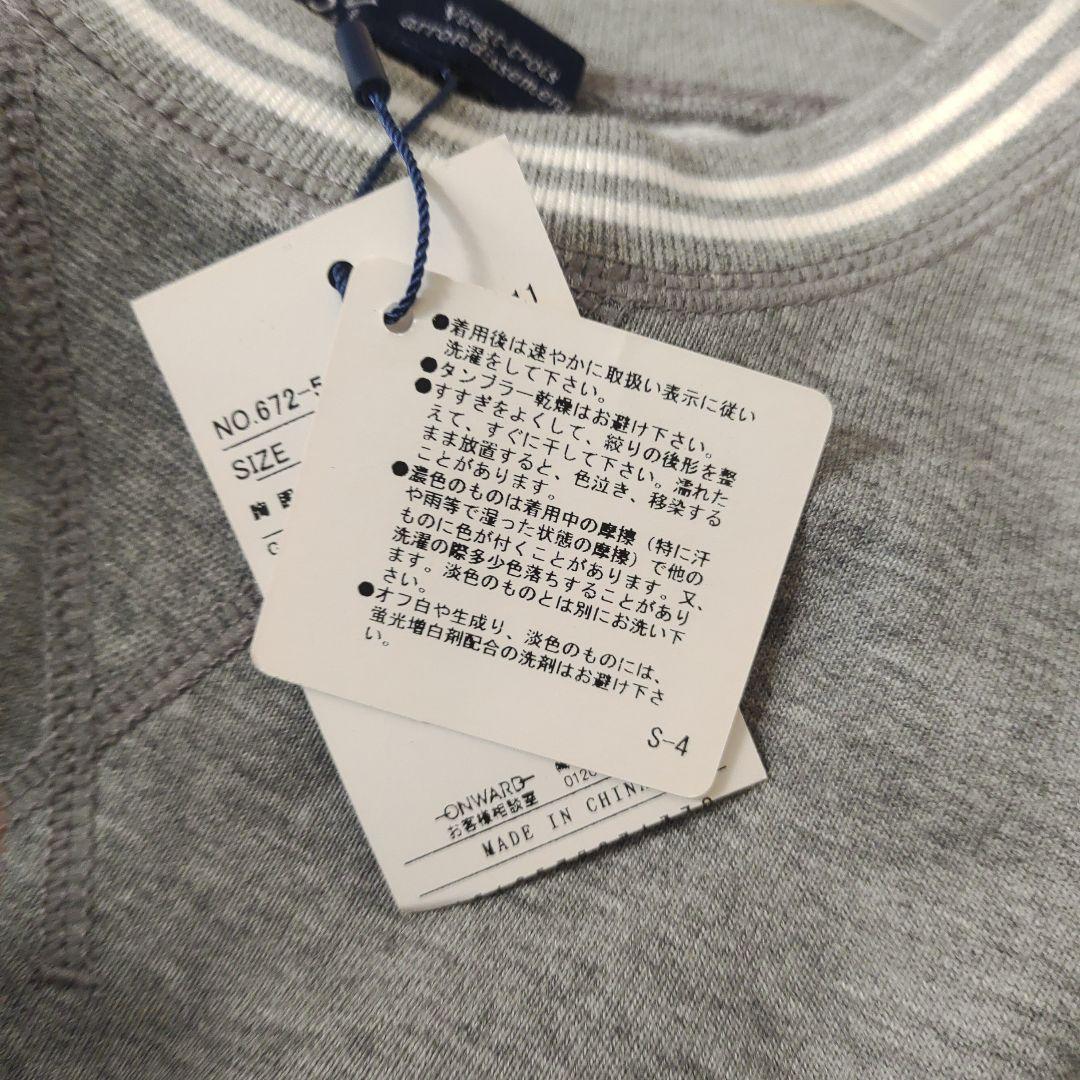 vingt-trois
arrondissement
11
NO.672-5
SIZE
●着用後は速やかに取扱い表示に従い
洗濯をして下さい。
●タンブラー乾燥はお避け下さい。
●すすぎをよくして、絞りの後形を整
えて、すぐに干して下さい。濡れた
まま放置すると、色泣き、移染する
ことがあります。
●濃色のものは着用中の摩擦（特に汗
や雨等で湿った状態の摩擦）で他の
ものに色が付くことがあります。又、
洗濯の際多少色落ちすることがあり
ます。淡色のものとは別にお洗い下
さい。
●オフ白や生成り、淡色のものには、
蛍光増白剤配合の洗剤はお避け下さ
い。
S-4
ONWARD
お客様相談室
012
MADE IN CHINA